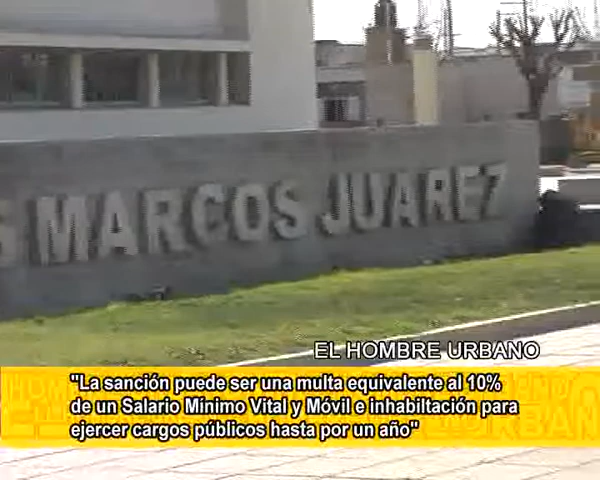 S MARCOS JUAREZ
EL HOMBRE URBANO
"La sanción puede ser una multa equivalente al 10%
de un Salario Mínimo Vital y Móvil e inhabiltación para
ejercer cargos públicos hasta por un año"